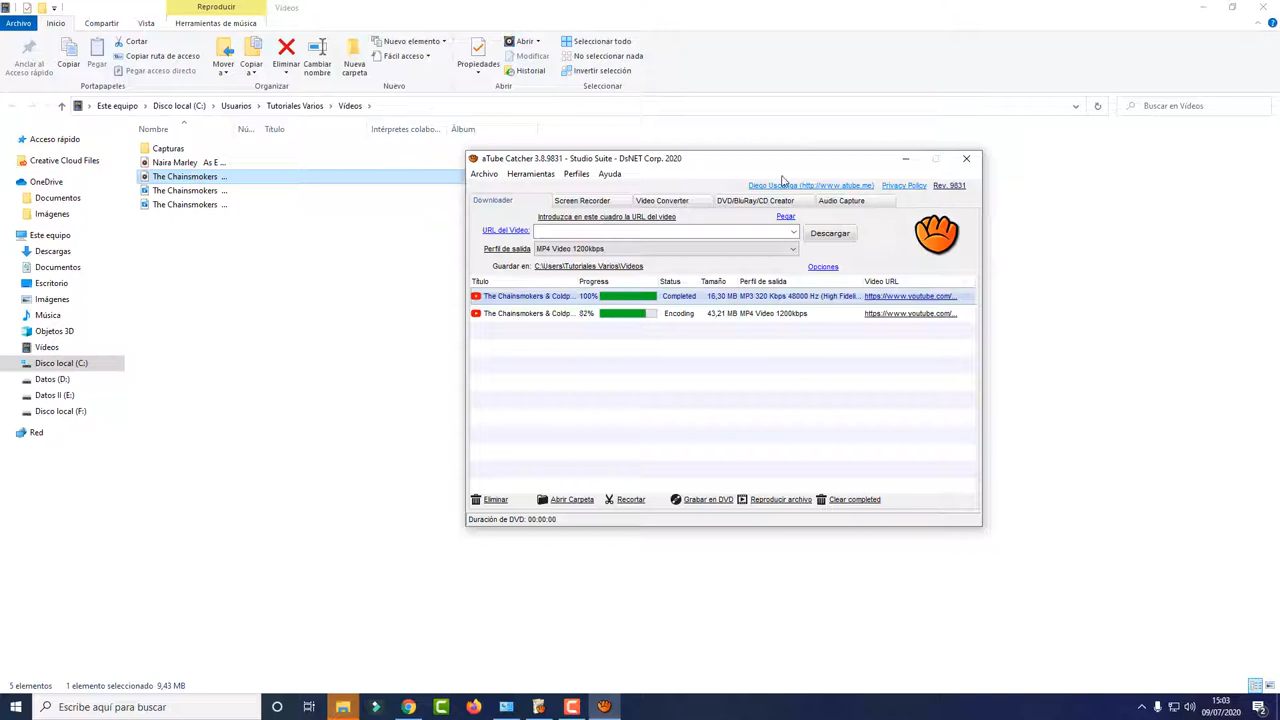 Reproducir
Vídeos
Archivo
Inicio
Compartir
Vista
Herramientas de música
Anclar al Acceso rápido
Copiar
Pegar
Cortar
Copiar ruta de acceso
Pegar acceso directo
Portapapeles
Mover a
Copiar a
Eliminar
Cambiar nombre
Organizar
Nueva carpeta
Nuevo elemento
Fácil acceso
Nuevo
Propiedades
Abrir
Modificar
Historial
Abrir
Seleccionar todo
No seleccionar nada
Invertir selección
Seleccionar
Este equipo > Disco local (C:) > Usuarios > Tutoriales Varios > Vídeos >
Buscar en Vídeos
Nombre Nú... Título Intérpretes colabo... Álbum
Acceso rápido
Creative Cloud Files
OneDrive
Documentos
Imágenes
Este equipo
Descargas
Documentos
Escritorio
Imágenes
Música
Objetos 3D
Vídeos
Disco local (C:)
Datos (D:)
Datos II (E:)
Disco local (F:)
Red
Capturas
Naira Marley As E ...
The Chainsmokers ...
The Chainsmokers ...
The Chainsmokers ...
aTube Catcher 3.8.9831 - Studio Suite - DsNET Corp. 2020
Archivo Herramientas Perfiles Ayuda
(http://www.atube.me) Privacy Policy Rev. 9831
Downloader Screen Recorder Video Converter DVD/BluRay/CD Creator Audio Capture
Introduzca en este cuadro la URL del video Pegar
URL del Video: Descargar
Perfil de salida MP4 Video 1200kbps
Guardar en: C:\Users\Tutoriales Varios\Videos Opciones
Título Progress Status Tamaño Perfil de salida Video URL
The Chainsmokers & Coldp... 100% Completed 16,30 MB MP3 320 Kbps 48000 Hz (High Fideli... https://www.youtube.com/...
The Chainsmokers & Coldp... 82% Encoding 43,21 MB MP4 Video 1200kbps https://www.youtube.com/...
Eliminar Abrir Carpeta Recortar Grabar en DVD Reproducir archivo Clear completed
Duración de DVD: 00:00:00
5 elementos 1 elemento seleccionado 9,43 MB
Escribe aquí para buscar
15:03
09/07/2020
2